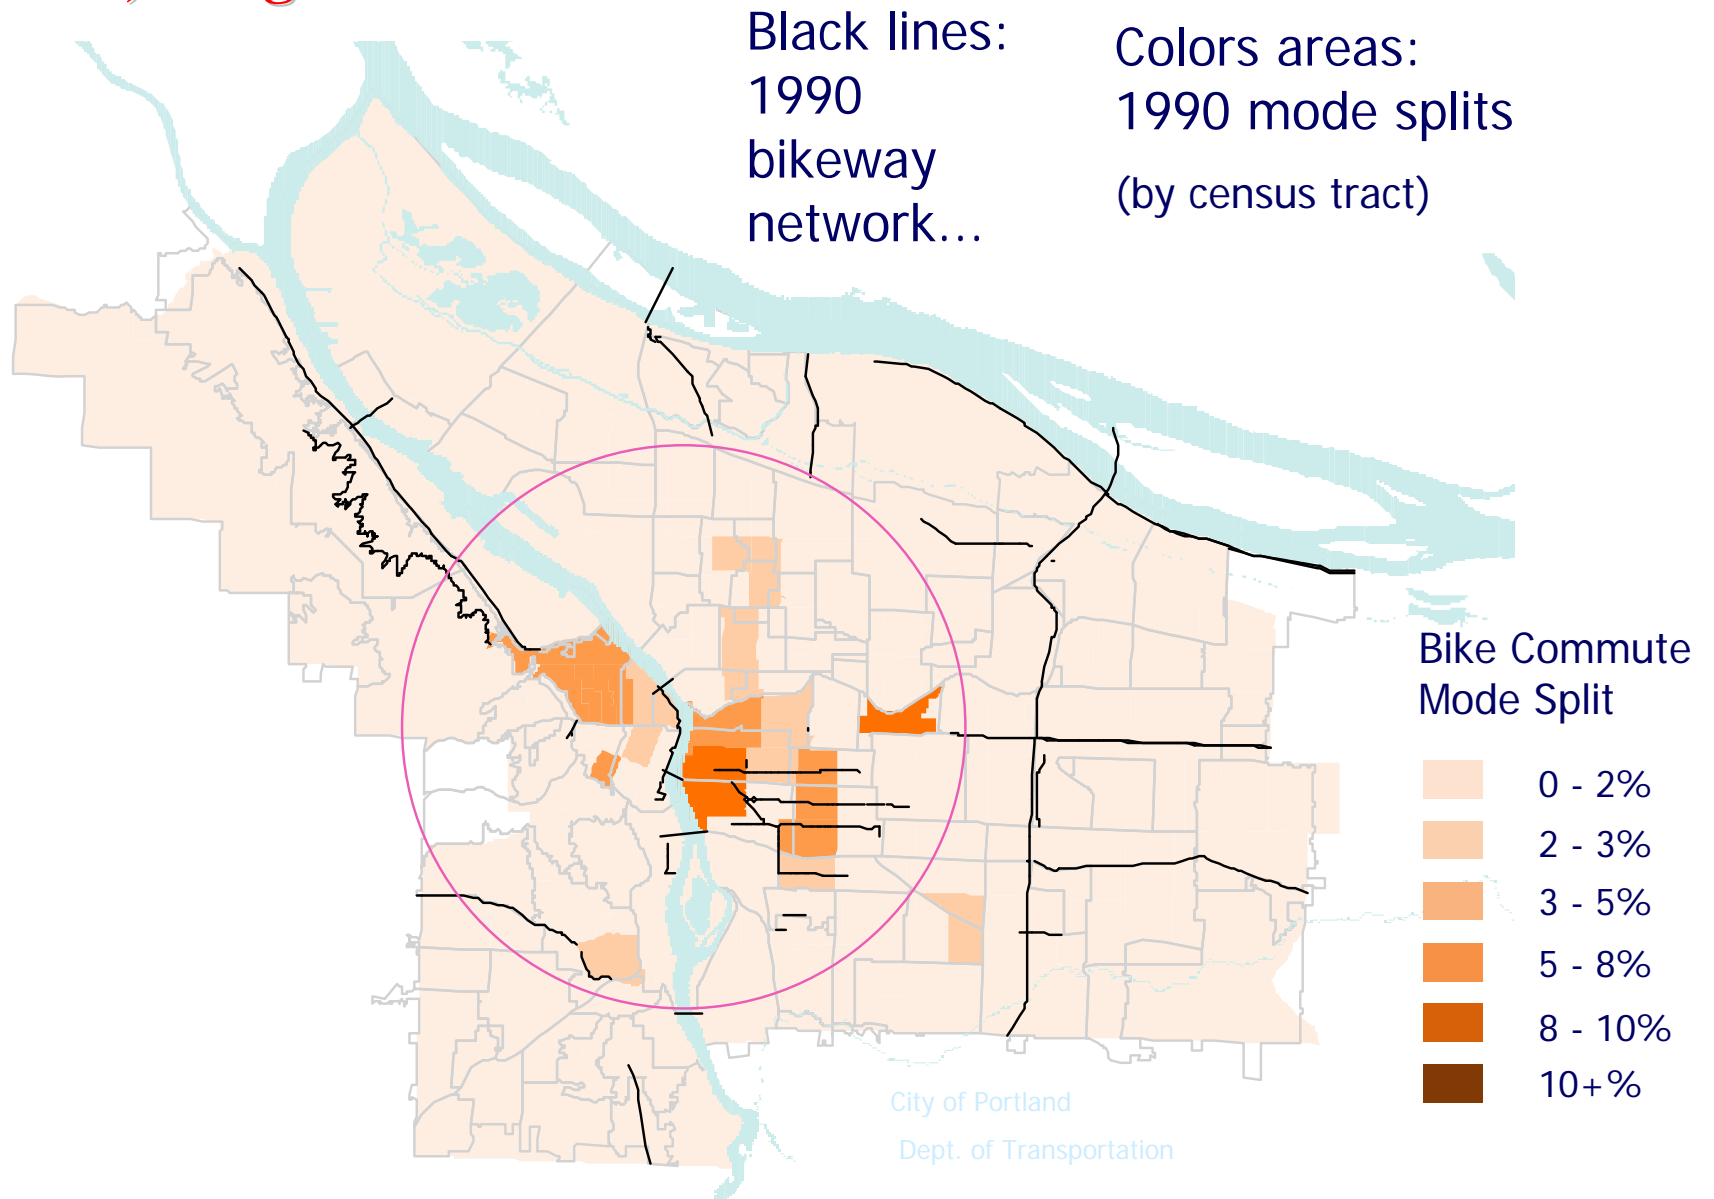 Black lines:
1990
bikeway
network...
Colors areas:
1990 mode splits
(by census tract)
Bike Commute
Mode Split
0 - 2%
2 - 3%
3 - 5%
5 - 8%
8 - 10%
10+%
City of Portland
Dept. of Transportation